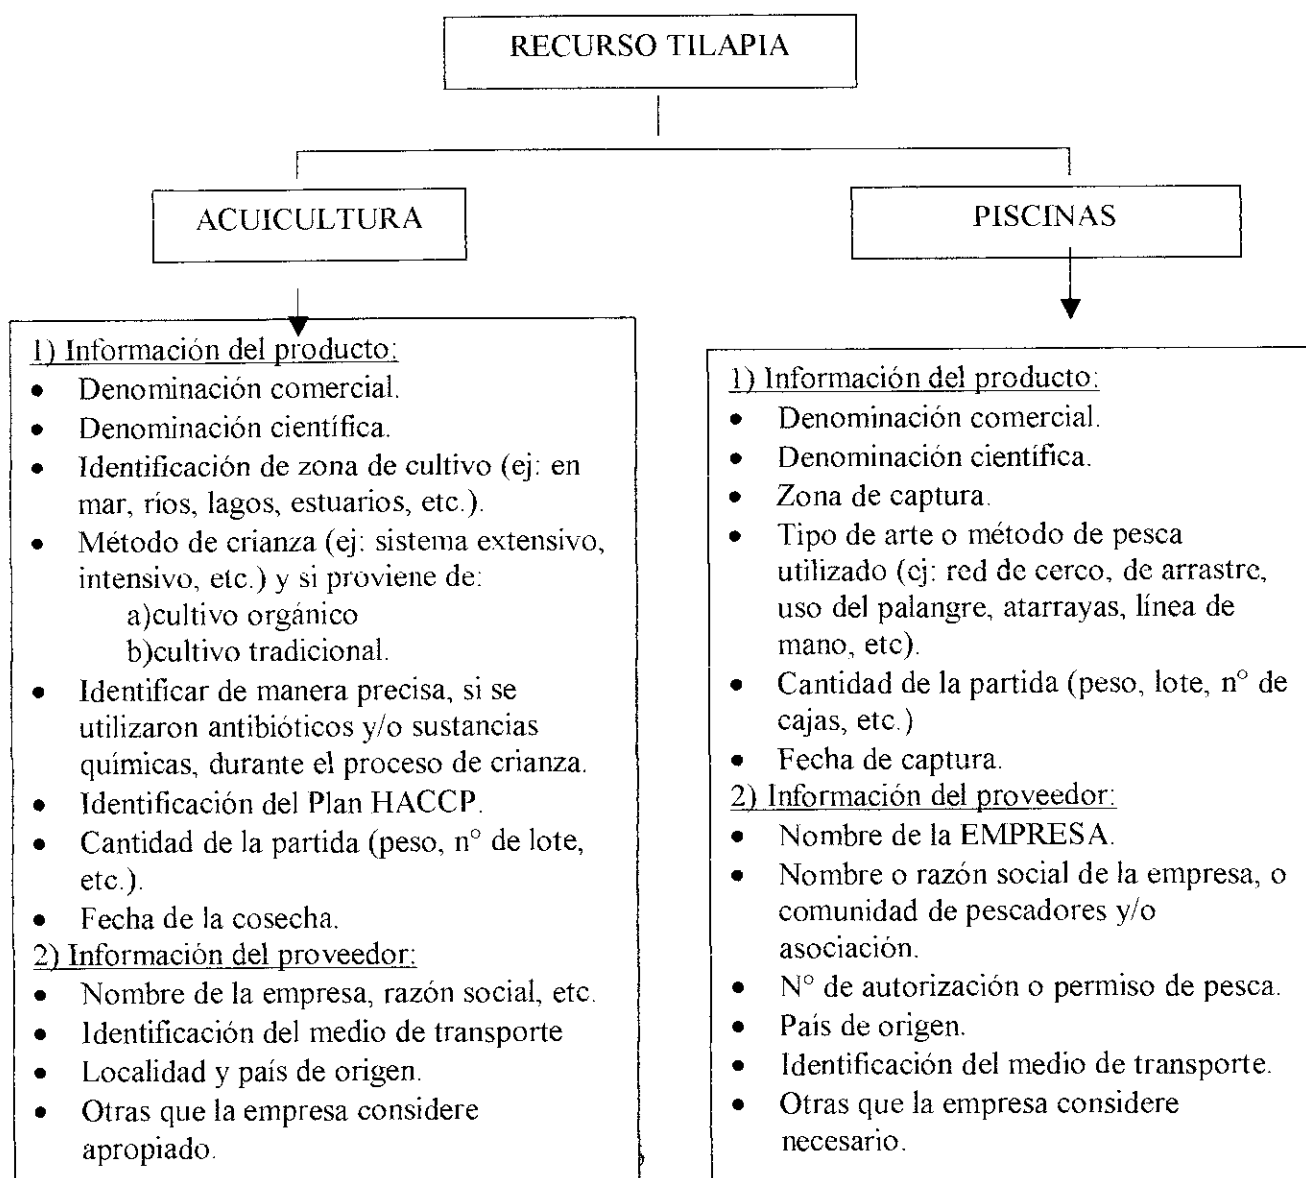 RECURSO TILAPIA
ACUICULTURA
1) Información del producto:
• Denominación comercial.
• Denominación científica.
• Identificación de zona de cultivo (ej: en
mar, ríos, lagos, estuarios, etc.).
• Método de crianza (ej: sistema extensivo,
intensivo, etc.) y si proviene de:
a)cultivo orgánico
b)cultivo tradicional.
• Identificar de manera precisa, si se
utilizaron antibióticos y/o sustancias
químicas, durante el proceso de crianza.
• Identificación del Plan HACCP.
• Cantidad de la partida (peso, n° de lote,
etc.).
• Fecha de la cosecha.
2) Información del proveedor:
• Nombre de la empresa, razón social, etc.
• Identificación del medio de transporte
• Localidad y país de origen.
• Otras que la empresa considere
apropiado.
PISCINAS
1) Información del producto:
• Denominación comercial.
• Denominación científica.
• Zona de captura.
• Tipo de arte o método de pesca
utilizado (ej: red de cerco, de arrastre,
uso del palangre, atarrayas, línea de
mano, etc).
• Cantidad de la partida (peso, lote, n° de
cajas, etc.)
• Fecha de captura.
2) Información del proveedor:
• Nombre de la EMPRESA.
• Nombre o razón social de la empresa, o
comunidad de pescadores y/o
asociación.
• N° de autorización o permiso de pesca.
• País de origen.
• Identificación del medio de transporte.
• Otras que la empresa considere
necesario.